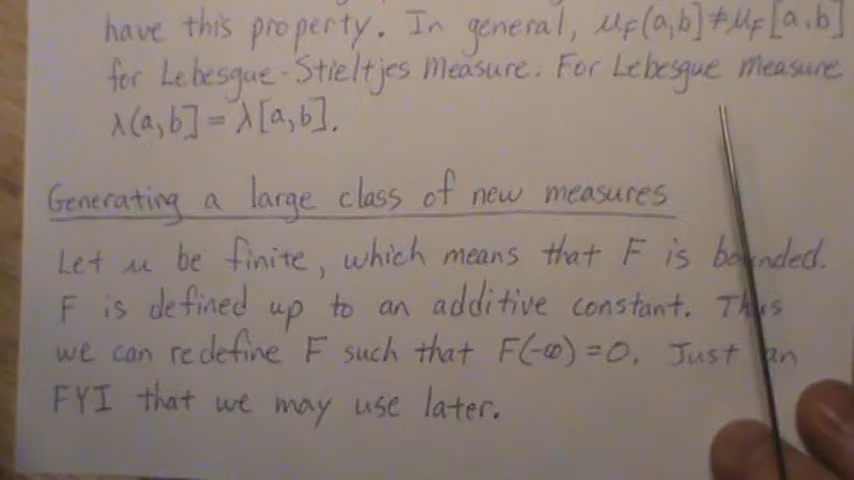 have this property. In general, μF(a,b]≠μF[a,b]
for Lebesgue-Stieltjes Measure. For Lebesgue measure
λ(a,b] = λ[a,b].
Generating a large class of new measures
Let μ be finite, which means that F is bounded.
F is defined up to an additive constant. Thus
we can redefine F such that F(-∞)=0. Just an
FYI that we may use later.